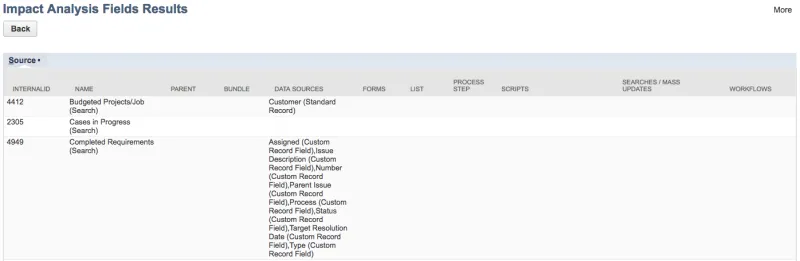 Impact Analysis Fields Results
More
Back
Source •
INTERNALID NAME PARENT BUNDLE DATA SOURCES FORMS LIST PROCESS STEP SCRIPTS SEARCHES / MASS UPDATES WORKFLOWS
4412 Budgeted Projects/Job Customer (Standard
(Search) Record)
2305 Cases in Progress
(Search)
4949 Completed Requirements Assigned (Custom
(Search) Record Field),Issue
Description (Custom
Record Field),Number
(Custom Record
Field),Parent Issue
(Custom Record
Field),Process (Custom
Record Field),Status
(Custom Record
Field),Target Resolution
Date (Custom Record
Field),Type (Custom
Record Field)